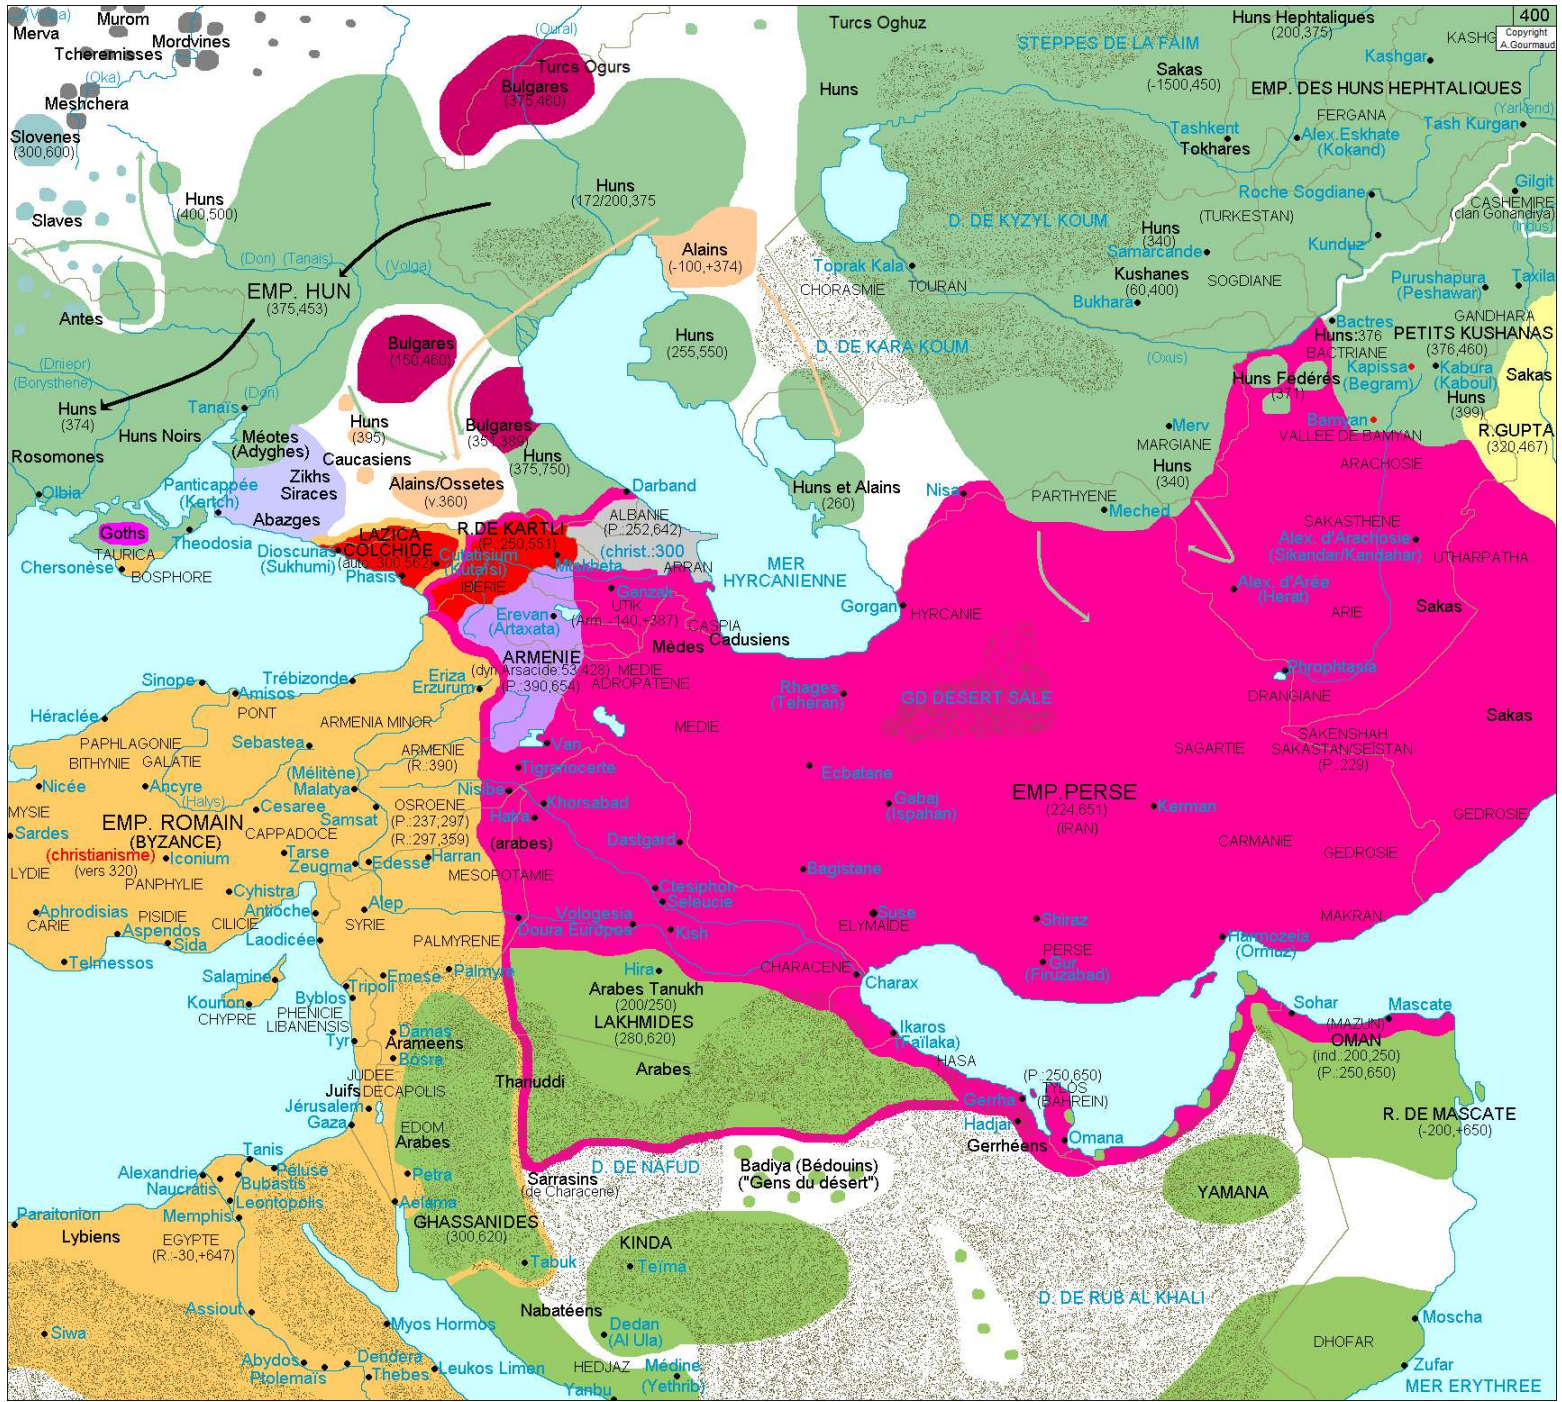 (Volga)
Merva
Murom
Mordvines
Tcheremisses
(Oka)
Meshchera
Slovenes
(300,600)
Slaves
Huns
(400,500)
(Oural)
Turcs Ogurs
Bulgares
(375,460)
Huns
(172/200,375
Turcs Oghuz
Huns
STEPPES DE LA FAIM
Sakas
(-1500,450)
Huns Hephtaliques
(200,375)
400
Copyright
A.Gourmaud
KASHG
Kashgar
EMP. DES HUNS HEPHTALIQUES
(Yarkend)
FERGANA
Tash Kurgan
Tashkent
Tokhares
Alex.Eskhate
(Kokand)
Roche Sogdiane
(TURKESTAN)
Gilgit
CASHEMIRE
(clan Gonandiya)
(Indus)
D. DE KYZYL KOUM
Huns
(340)
Samarcande
Kunduz
Kushanes
(60,400)
SOGDIANE
Bukhara
Purushapura
(Peshawar)
Taxila
GANDHARA
Toprak Kala
CHORASMIE
TOURAN
(Don) (Tanais)
(Volga)
EMP. HUN
(375,453)
Alains
(-100,+374)
Antes
Bulgares
(150,460)
Huns
(255,550)
D. DE KARA KOUM
(Oxus)
Bactres
Huns:376
BACTRIANE
PETITS KUSHANAS
(376,460)
Kapissa
(Begram)
Kabura
(Kaboul)
Huns
(399)
Sakas
Huns Fédérés
(371)
Bamyan
VALLEE DE BAMYAN
R.GUPTA
(320,467)
ARACHOSIE
(Dniepr)
(Borysthene)
Huns
(374)
(Don)
Tanaïs
Huns Noirs
Rosomones
Olbia
Méotes
(Adyghes)
Zikhs
Siraces
Abazges
Huns
(395)
Caucasiens
Bulgares
(351,389)
Huns
(375,750)
Alains/Ossetes
(v.360)
Huns et Alains
(260)
Merv
MARGIANE
Huns
(340)
Nisa
PARTHYENE
Meched
Panticappée
(Kertch)
Goths
TAURICA
Theodosia
Chersonèse
BOSPHORE
Dioscurias
(Sukhumi)
Phasis
LAZICA
COLCHIDE
(auto.:300,562)
R.DE KARTLI
(P.:250,551)
Cutatisium
(Kutaïsi)
Mtskheta
IBERIE
Darband
ALBANIE
(P.:252,642)
(christ.:300
ARRAN
MER
HYRCANIENNE
Ganzak
UTIK
(Arm.:-140,+387)
CASPIA
Cadusiens
Mèdes
Gorgan
HYRCANIE
SAKASTHENE
Alex. d'Arachosie
(Sikandar/Kandahar)
UTHARPATHA
Alex. d'Arée
(Herat)
ARIE
Sakas
Erevan
(Artaxata)
ARMENIE
(dyn.Arsacide:53,428)
(P.:390,654)
MEDIE
ADROPATENE
Eriza
Erzurum
Trébizonde
Sinope
Amisos
PONT
Héraclée
PAPHLAGONIE
BITHYNIE
GALATIE
Sebastea
ARMENIA MINOR
ARMENIE
(R.:390)
Nicée
Ancyre
(Halys)
(Mélitène)
Malatya
MYSIE
Cesaree
Samsat
OSROENE
(P.:237,297)
(R.:297,359)
Sardes
EMP. ROMAIN
(BYZANCE)
(christianisme)
(vers 320)
CAPPADOCE
LYDIE
Iconium
PANPHYLIE
Tarse
Zeugma
Edesse
Harran
Cyhistra
Aphrodisias
CARIE
PISIDIE
CILICIE
Antioche
Alep
SYRIE
Aspendos
Sida
Telmessos
Laodicée
PALMYRENE
Palmyre
Van
Tigranocerte
Nisibe
Khorsabad
Hatra
(arabes)
MESOPOTAMIE
Dastgard
Ctesiphon
Seleucie
Vologesia
Doura Europos
Kish
Rhages
(Teheran)
MEDIE
GD DESERT SALE
Ecbatane
Gabaj
(Ispahan)
Bagistane
EMP.PERSE
(224,651)
(IRAN)
Kerman
SAGARTIE
Phrophtasia
DRANGIANE
SAKENSHAH
SAKASTAN/SEÏSTAN
(P.:229)
Sakas
GEDROSIE
CARMANIE
GEDROSIE
MAKRAN
Suse
ELYMAIDE
Shiraz
PERSE
Gur
(Firuzabad)
Harmozeia
(Ormuz)
CHARACENE
Charax
Hira
Arabes Tanukh
(200/250)
LAKHMIDES
(280,620)
Arabes
Salamine
Kounon
CHYPRE
Emese
Tripoli
Byblos
PHENICIE
LIBANENSIS
Damas
Arameens
Bosra
Tyr
JUDEE
Juifs
DECAPOLIS
Jérusalem
Gaza
EDOM
Arabes
Thanuddi
Ikaros
(Faïlaka)
HASA
(P.:250,650)
TYLOS
(BAHREIN)
Gerrha
Hadjar
Gerrhéens
Omana
Sohar
Mascate
(MAZUN)
OMAN
(ind.:200,250)
(P.:250,650)
R. DE MASCATE
(-200,+650)
Tanis
Alexandrie
Péluse
Naucratis
Bubastis
Leontopolis
Paraitonion
Memphis
Lybiens
EGYPTE
(R.:-30,+647)
Petra
Aelama
GHASSANIDES
(300,620)
Sarrasins
(de Characene)
D. DE NAFUD
Badiya (Bédouins)
("Gens du désert")
YAMANA
Tabuk
KINDA
Teïma
Nabatéens
Dedan
(Al Ula)
HEDJAZ
Médine
(Yethrib)
Yanbu
D. DE RUB AL KHALI
Moscha
DHOFAR
Zufar
MER ERYTHREE
Assiout
Siwa
Myos Hormos
Abydos
Ptolemaïs
Dendera
Thebes
Leukos Limen